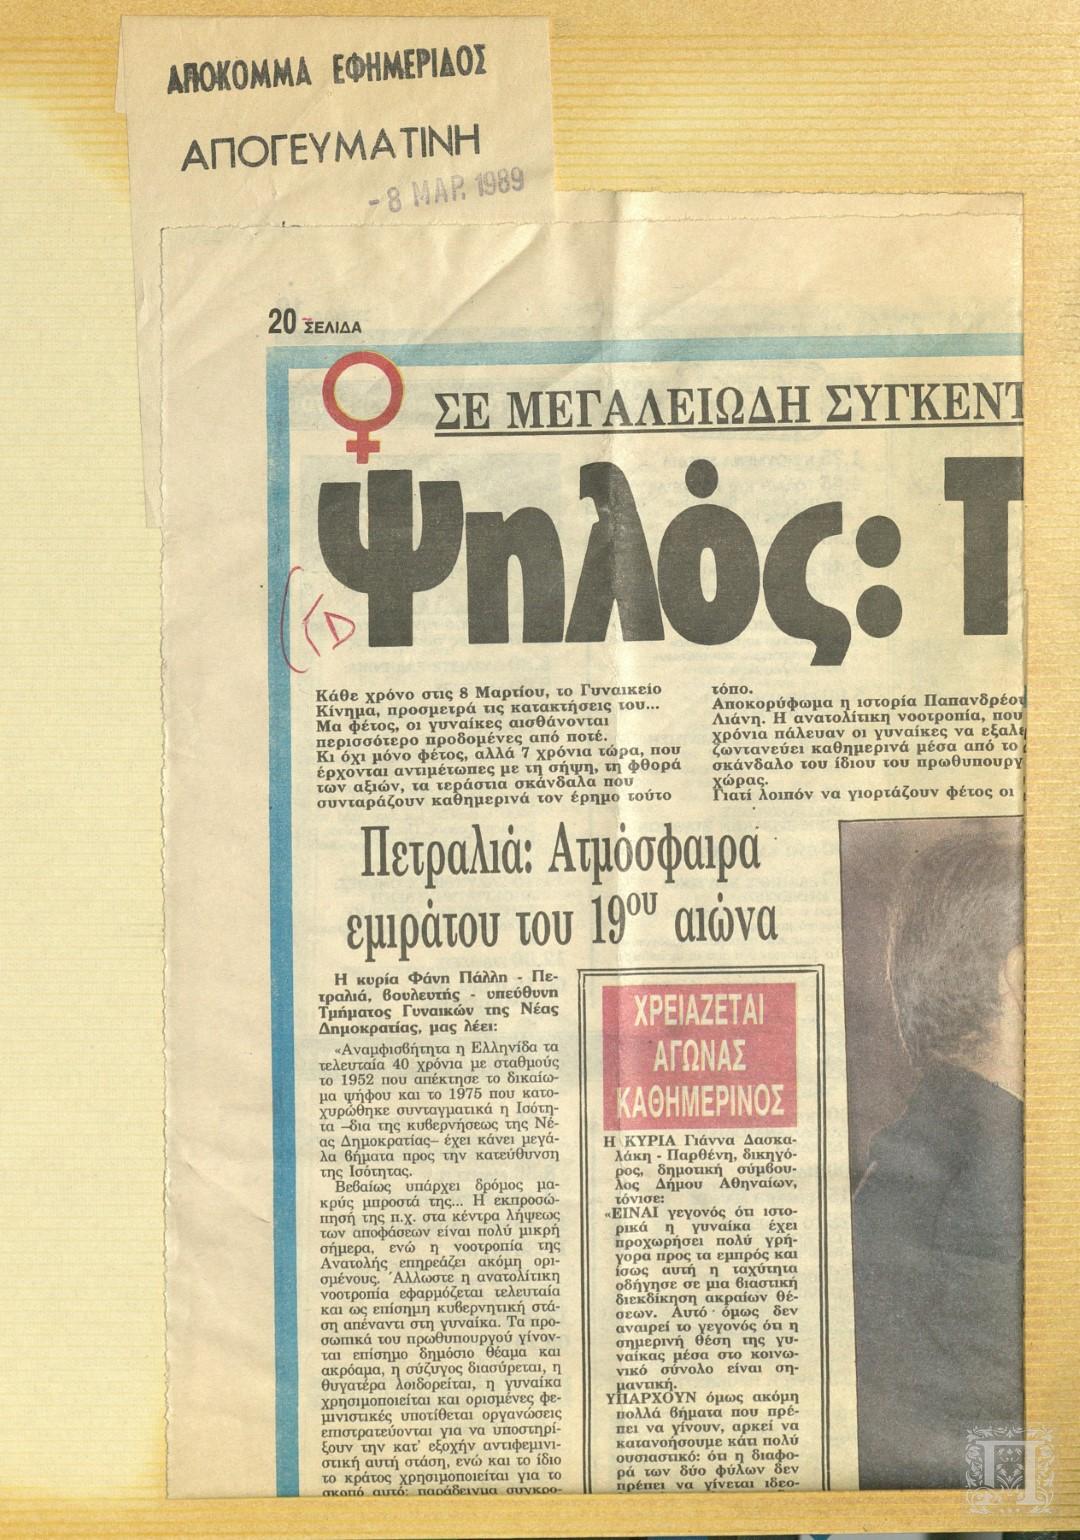 ΑΠΟΚΟΜΜΑ ΕΦΗΜΕΡΙΔΟΣ
ΑΠΟΓΕΥΜΑΤΙΝΗ
-8 ΜΑΡ. 1989
20 ΣΕΛΙΔΑ
ΣΕ ΜΕΓΑΛΕΙΩΔΗ ΣΥΓΚΕΝΤ
Ψηλός: Τ
Κάθε χρόνο στις 8 Μαρτίου, το Γυναικείο
Κίνημα, προσμετρά τις κατακτήσεις του...
Μα φέτος, οι γυναίκες αισθάνονται
περισσότερο προδομένες από ποτέ.
Κι όχι μόνο φέτος, αλλά 7 χρόνια τώρα, που
έρχονται αντιμέτωπες με τη σήψη, τη φθορά
των αξιών, τα τεράστια σκάνδαλα που
συνταράζουν καθημερινά τον έρημο τούτο
τόπο.
Αποκορύφωμα η ιστορία Παπανδρέου
Λιάνη. Η ανατολίτικη νοοτροπία, που
χρόνια πάλευαν οι γυναίκες να εξαλε
ζωντανεύει καθημερινά μέσα από το
σκάνδαλο του ίδιου του πρωθυπουργ
χώρας.
Γιατί λοιπόν να γιορτάζουν φέτος οι
Πετραλιά: Ατμόσφαιρα
εμιράτου του 19ου αιώνα
Η κυρία Φάνη Πάλλη - Πε-
τραλιά, βουλευτής - υπεύθυνη
Τμήματος Γυναικών της Νέας
Δημοκρατίας, μας λέει:
«Αναμφισβήτητα η Ελληνίδα τα
τελευταία 40 χρόνια με σταθμούς
το 1952 που απέκτησε το δικαίω-
μα ψήφου και το 1975 που κατο-
χυρώθηκε συνταγματικά η Ισότη-
τα –δια της κυβερνήσεως της Νέ-
ας Δημοκρατίας– έχει κάνει μεγά-
λα βήματα προς την κατεύθυνση
της Ισότητας.
Βεβαίως υπάρχει δρόμος μα-
κρύς μπροστά της... Η εκπροσώ-
πησή της π.χ. στα κέντρα λήψεως
των αποφάσεων είναι πολύ μικρή
σήμερα, ενώ η νοοτροπία της
Ανατολής επηρεάζει ακόμη ορι-
σμένους. Άλλωστε η ανατολίτικη
νοοτροπία εφαρμόζεται τελευταία
και ως επίσημη κυβερνητική στά-
ση απέναντι στη γυναίκα. Τα προ-
σωπικά του πρωθυπουργού γίνον-
ται επίσημο δημόσιο θέαμα και
ακρόαμα, η σύζυγος διασύρεται, η
θυγατέρα λοιδορείται, η γυναίκα
χρησιμοποιείται και ορισμένες φε-
μινιστικές υποτίθεται οργανώσεις
επιστρατεύονται για να υποστηρί-
ξουν την κατ' εξοχήν αντιφεμινι-
στική αυτή στάση, ενώ και το ίδιο
το κράτος χρησιμοποιείται για το
σκοπό αυτό: παράδειγμα συγκρο-
ΧΡΕΙΑΖΕΤΑΙ
ΑΓΩΝΑΣ
ΚΑΘΗΜΕΡΙΝΟΣ
Η ΚΥΡΙΑ Γιάννα Δασκα-
λάκη - Παρθένη, δικηγό-
ρος, δημοτική σύμβου-
λος Δήμου Αθηναίων,
τόνισε:
«ΕΙΝΑΙ γεγονός ότι ιστο-
ρικά η γυναίκα έχει
προχωρήσει πολύ γρή-
γορα προς τα εμπρός και
ίσως αυτή η ταχύτητα
οδήγησε σε μια βιαστική
διεκδίκηση ακραίων θέ-
σεων. Αυτό όμως δεν
αναιρεί το γεγονός ότι η
σημερινή θέση της γυ-
ναίκας μέσα στο κοινω-
νικό σύνολο είναι ση-
μαντική.
ΥΠΑΡΧΟΥΝ όμως ακόμη
πολλά βήματα που πρέ-
πει να γίνουν, αρκεί να
κατανοήσουμε κάτι πολύ
ουσιαστικό: ότι η διαφο-
ρά των δύο φύλων δεν
πρέπει να γίνεται ιδεο-